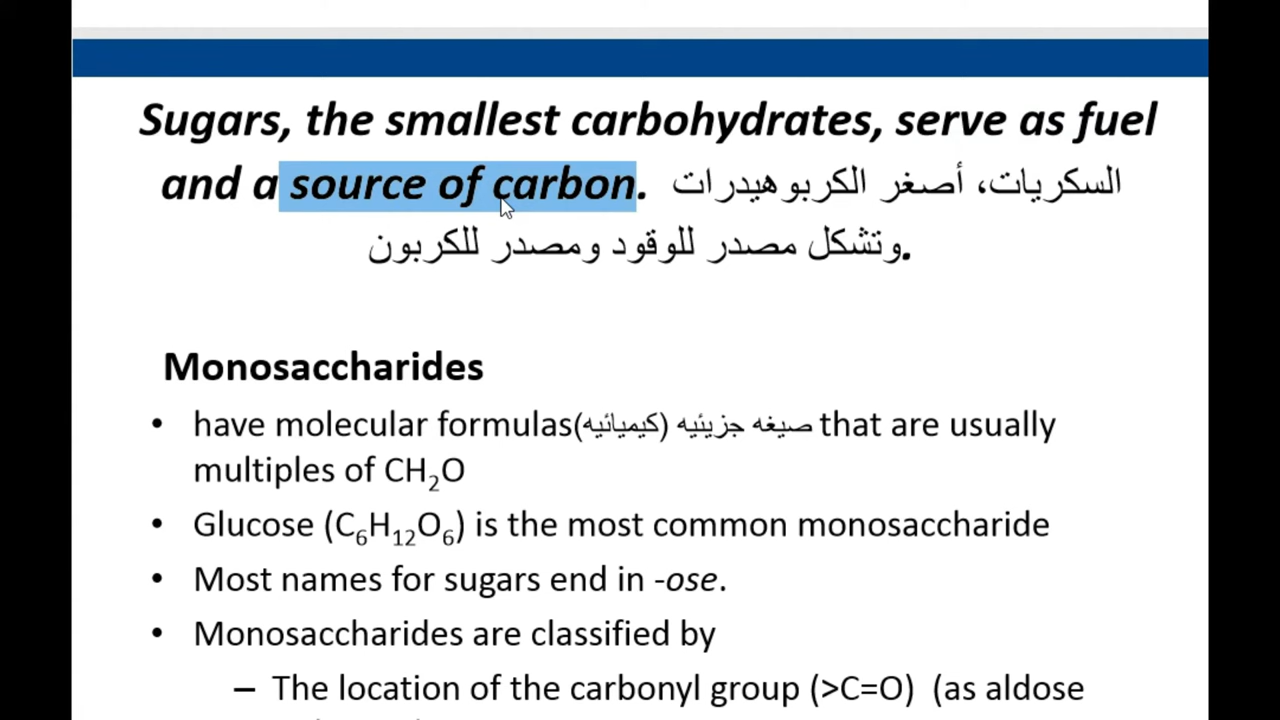 Sugars, the smallest carbohydrates, serve as fuel
and a source of carbon. السكريات، أصغر الكربوهيدرات
وتشكل مصدر للوقود ومصدر للكربون.
Monosaccharides
• have molecular formulas صيغه جزيئيه (كيميائيه) that are usually
multiples of CH₂O
• Glucose (C₆H₁₂O₆) is the most common monosaccharide
• Most names for sugars end in -ose.
• Monosaccharides are classified by
– The location of the carbonyl group (>C=O) (as aldose